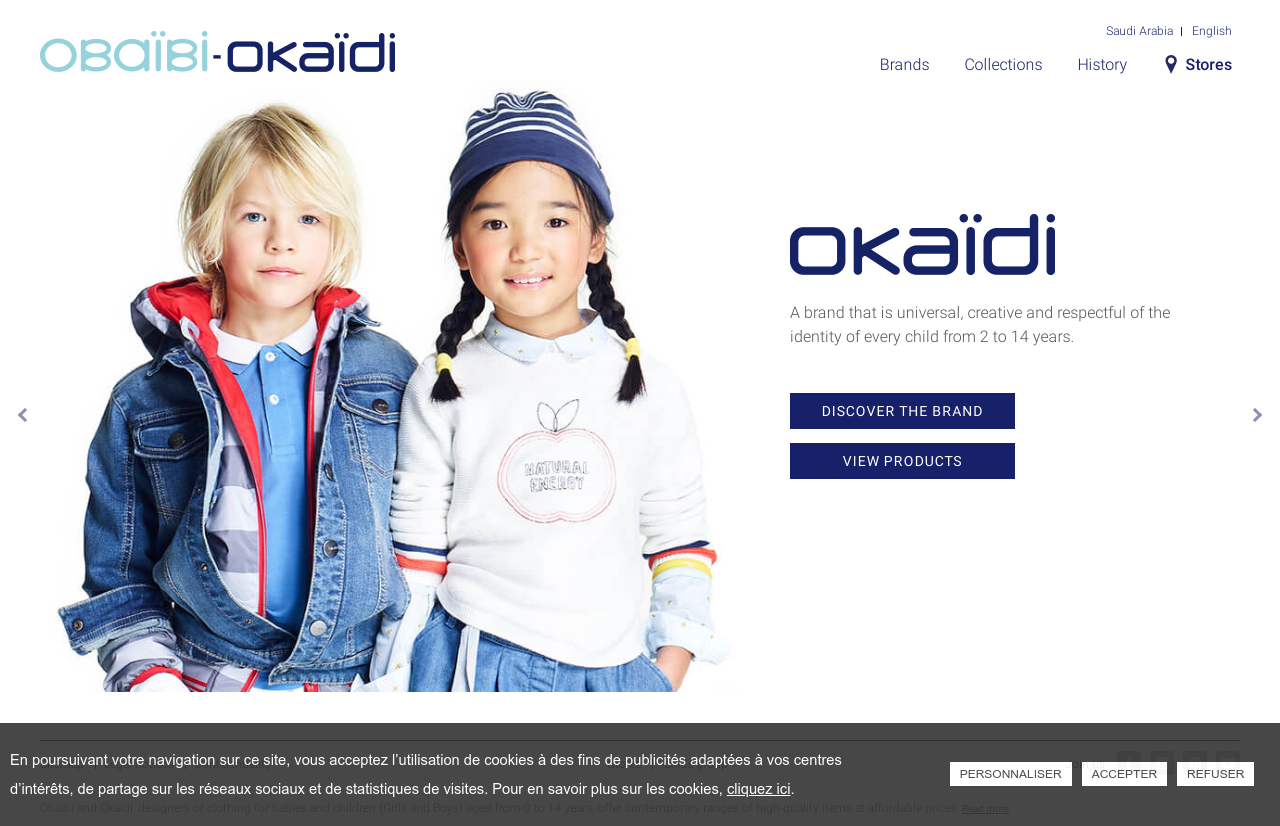 Saudi Arabia | English
obaïbi-okaïdi
Brands Collections History Stores
okaïdi
A brand that is universal, creative and respectful of the
identity of every child from 2 to 14 years.
DISCOVER THE BRAND
VIEW PRODUCTS
NATURAL
ENERGY
En poursuivant votre navigation sur ce site, vous acceptez l’utilisation de cookies à des fins de publicités adaptées à vos centres
d’intérêts, de partage sur les réseaux sociaux et de statistiques de visites. Pour en savoir plus sur les cookies, cliquez ici.
PERSONNALISER ACCEPTER REFUSER
Obaïbi and Okaïdi, designers of clothing for babies and children (Girls and Boys) aged from 0 to 14 years, offer contemporary ranges of high-quality items at affordable prices. Read more